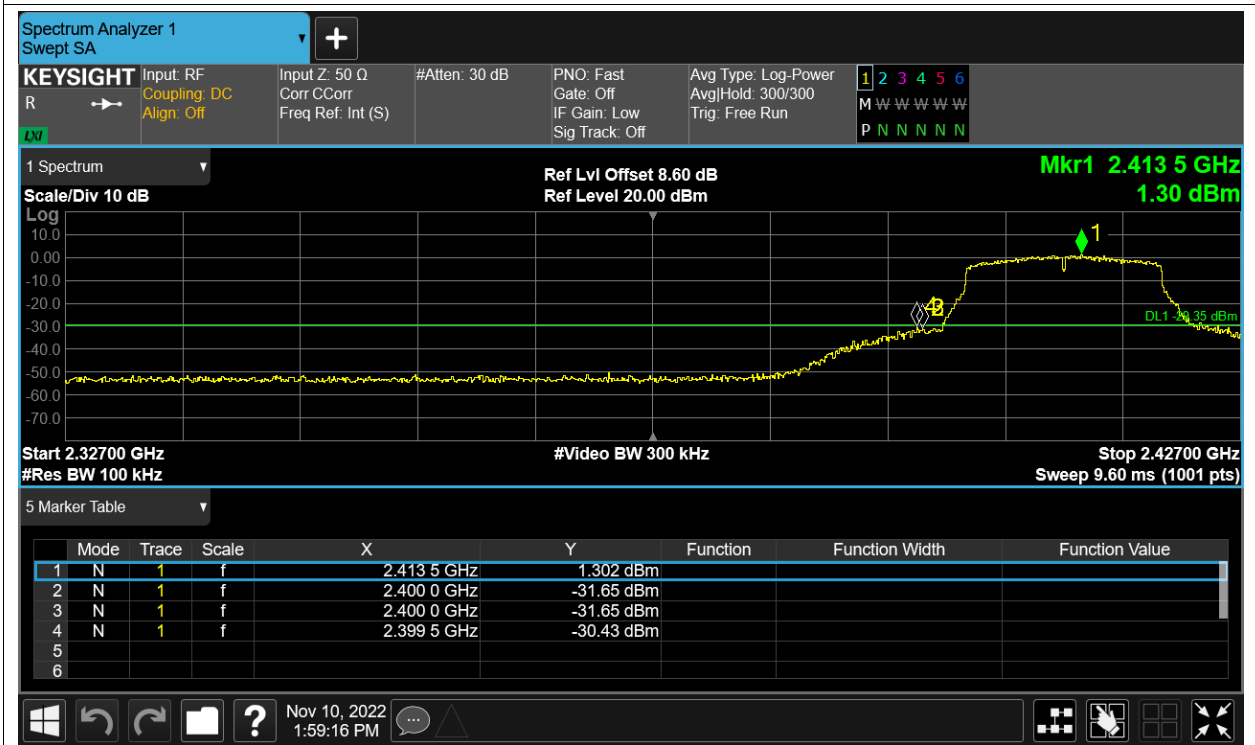 Spectrum Analyzer 1
Swept SA
+
KEYSIGHT Input: RF Input Z: 50 Ω #Atten: 30 dB PNO: Fast Avg Type: Log-Power 1 2 3 4 5 6
R Coupling: DC Corr CCorr Gate: Off Avg|Hold: 300/300 M W W W W W
Align: Off Freq Ref: Int (S) IF Gain: Low Trig: Free Run
LXI Sig Track: Off P N N N N N
1 Spectrum Ref Lvl Offset 8.60 dB Mkr1 2.413 5 GHz
Scale/Div 10 dB Ref Level 20.00 dBm 1.30 dBm
Log
10.0
0.00
-10.0
-20.0
-30.0
-40.0
-50.0
-60.0
-70.0
1
DL1 -29.35 dBm
Start 2.32700 GHz #Video BW 300 kHz Stop 2.42700 GHz
#Res BW 100 kHz Sweep 9.60 ms (1001 pts)
5 Marker Table
Mode Trace Scale X Y Function Function Width Function Value
1 N 1 f 2.413 5 GHz 1.302 dBm
2 N 1 f 2.400 0 GHz -31.65 dBm
3 N 1 f 2.400 0 GHz -31.65 dBm
4 N 1 f 2.399 5 GHz -30.43 dBm
5
6
? Nov 10, 2022
1:59:16 PM